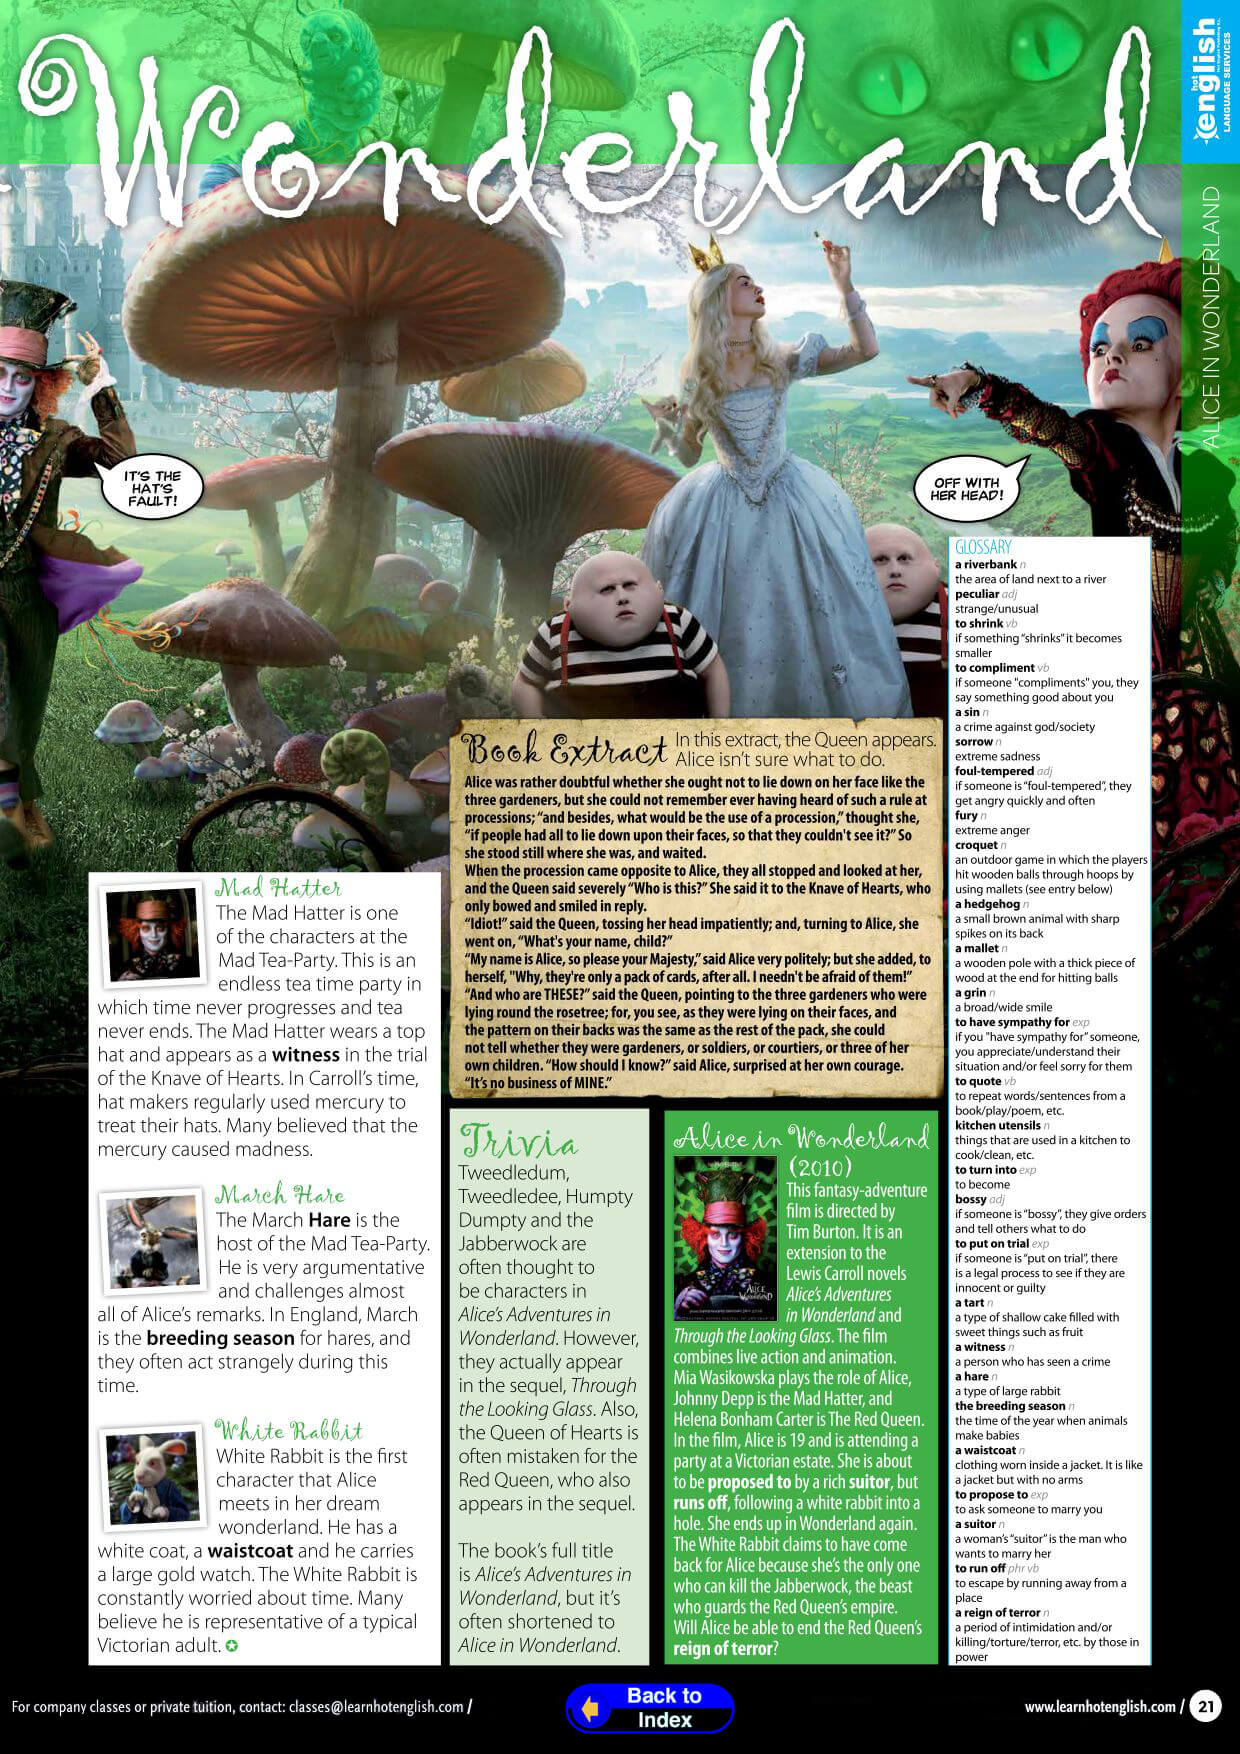 Wonderland
hot
english
LANGUAGE SERVICES
ALICE IN WONDERLAND
IT'S THE
HAT'S
FAULT!
OFF WITH
HER HEAD!
Mad Hatter
The Mad Hatter is one
of the characters at the
Mad Tea-Party. This is an
endless tea time party in
which time never progresses and tea
never ends. The Mad Hatter wears a top
hat and appears as a witness in the trial
of the Knave of Hearts. In Carroll's time,
hat makers regularly used mercury to
treat their hats. Many believed that the
mercury caused madness.
March Hare
The March Hare is the
host of the Mad Tea-Party.
He is very argumentative
and challenges almost
all of Alice's remarks. In England, March
is the breeding season for hares, and
they often act strangely during this
time.
White Rabbit
White Rabbit is the first
character that Alice
meets in her dream
wonderland. He has a
white coat, a waistcoat and he carries
a large gold watch. The White Rabbit is
constantly worried about time. Many
believe he is representative of a typical
Victorian adult.
Book Extract
In this extract, the Queen appears.
Alice isn't sure what to do.
Alice was rather doubtful whether she ought not to lie down on her face like the
three gardeners, but she could not remember ever having heard of such a rule at
processions; "and besides, what would be the use of a procession," thought she,
"if people had all to lie down upon their faces, so that they couldn't see it?" So
she stood still where she was, and waited.
When the procession came opposite to Alice, they all stopped and looked at her,
and the Queen said severely "Who is this?" She said it to the Knave of Hearts, who
only bowed and smiled in reply.
"Idiot!" said the Queen, tossing her head impatiently; and, turning to Alice, she
went on, "What's your name, child?"
"My name is Alice, so please your Majesty," said Alice very politely; but she added, to
herself, "Why, they're only a pack of cards, after all. I needn't be afraid of them!"
"And who are THESE?" said the Queen, pointing to the three gardeners who were
lying round the rosetree; for, you see, as they were lying on their faces, and
the pattern on their backs was the same as the rest of the pack, she could
not tell whether they were gardeners, or soldiers, or courtiers, or three of her
own children. "How should I know?" said Alice, surprised at her own courage.
"It's no business of MINE."
Trivia
Tweedledum,
Tweedledee, Humpty
Dumpty and the
Jabberwock are
often thought to
be characters in
Alice's Adventures in
Wonderland. However,
they actually appear
in the sequel, Through
the Looking Glass. Also,
the Queen of Hearts is
often mistaken for the
Red Queen, who also
appears in the sequel.
The book's full title
is Alice's Adventures in
Wonderland, but it's
often shortened to
Alice in Wonderland.
Alice in Wonderland
(2010)
This fantasy-adventure
film is directed by
Tim Burton. It is an
extension to the
Lewis Carroll novels
Alice's Adventures
in Wonderland and
Through the Looking Glass. The film
combines live action and animation.
Mia Wasikowska plays the role of Alice,
Johnny Depp is the Mad Hatter, and
Helena Bonham Carter is The Red Queen.
In the film, Alice is 19 and is attending a
party at a Victorian estate. She is about
to be proposed to by a rich suitor, but
runs off, following a white rabbit into a
hole. She ends up in Wonderland again.
The White Rabbit claims to have come
back for Alice because she's the only one
who can kill the Jabberwock, the beast
who guards the Red Queen's empire.
Will Alice be able to end the Red Queen's
reign of terror?
ALICE
WONDERLAND
GLOSSARY
a riverbank n
the area of land next to a river
peculiar adj
strange/unusual
to shrink vb
if something "shrinks" it becomes
smaller
to compliment vb
if someone "compliments" you, they
say something good about you
a sin n
a crime against god/society
sorrow n
extreme sadness
foul-tempered adj
if someone is "foul-tempered", they
get angry quickly and often
fury n
extreme anger
croquet n
an outdoor game in which the players
hit wooden balls through hoops by
using mallets (see entry below)
a hedgehog n
a small brown animal with sharp
spikes on its back
a mallet n
a wooden pole with a thick piece of
wood at the end for hitting balls
a grin n
a broad/wide smile
to have sympathy for exp
if you "have sympathy for" someone,
you appreciate/understand their
situation and/or feel sorry for them
to quote vb
to repeat words/sentences from a
book/play/poem, etc.
kitchen utensils n
things that are used in a kitchen to
cook/clean, etc.
to turn into exp
to become
bossy adj
if someone is "bossy", they give orders
and tell others what to do
to put on trial exp
if someone is "put on trial", there
is a legal process to see if they are
innocent or guilty
a tart n
a type of shallow cake filled with
sweet things such as fruit
a witness n
a person who has seen a crime
a hare n
a type of large rabbit
the breeding season n
the time of the year when animals
make babies
a waistcoat n
clothing worn inside a jacket. It is like
a jacket but with no arms
to propose to exp
to ask someone to marry you
a suitor n
a woman's "suitor" is the man who
wants to marry her
to run off phr vb
to escape by running away from a
place
a reign of terror n
a period of intimidation and/or
killing/torture/terror, etc. by those in
power
For company classes or private tuition, contact: classes@learnhotenglish.com /
Back to
Index
www.learnhotenglish.com / 21